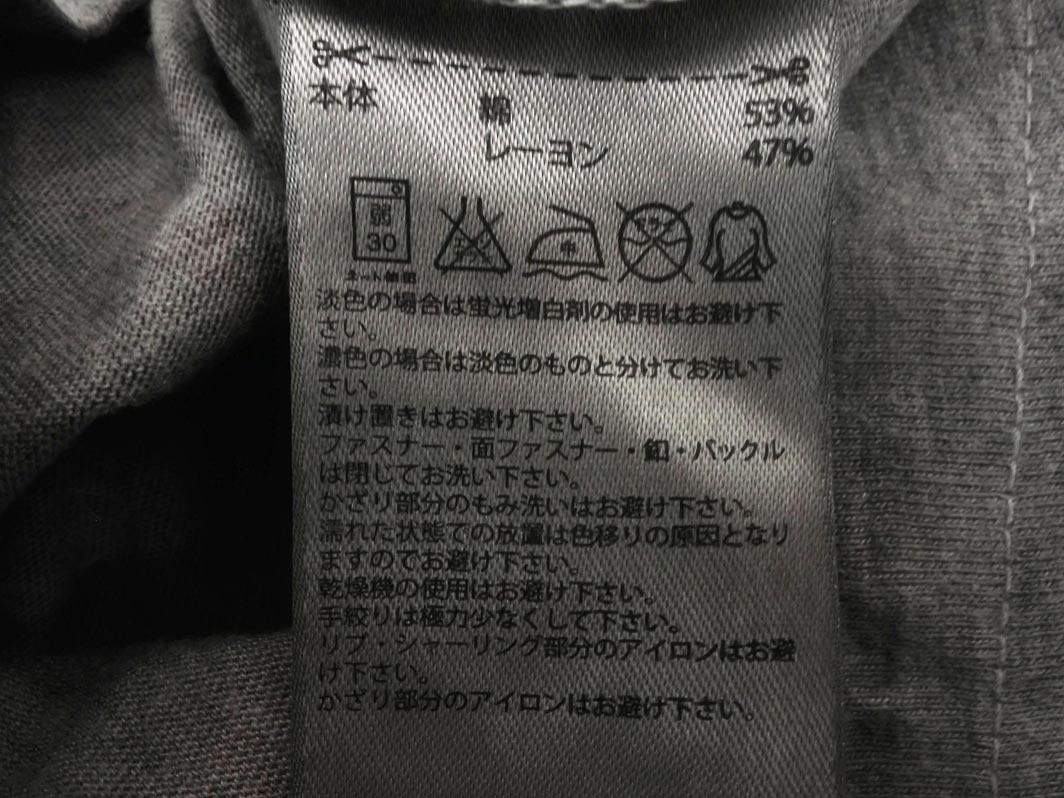 本体 綿 53%
レーヨン 47%
弱
30
ネット使用
中
淡色の場合は蛍光増白剤の使用はお避け下
さい。
濃色の場合は淡色のものと分けてお洗い下
さい。
漬け置きはお避け下さい。
ファスナー・面ファスナー・釦・バックル
は閉じてお洗い下さい。
かざり部分のもみ洗いはお避け下さい。
濡れた状態での放置は色移りの原因となり
ますのでお避け下さい。
乾燥機の使用はお避け下さい。
手絞りは極力少なくして下さい。
リブ・シャーリング部分のアイロンはお避
け下さい。
かざり部分のアイロンはお避け下さい。